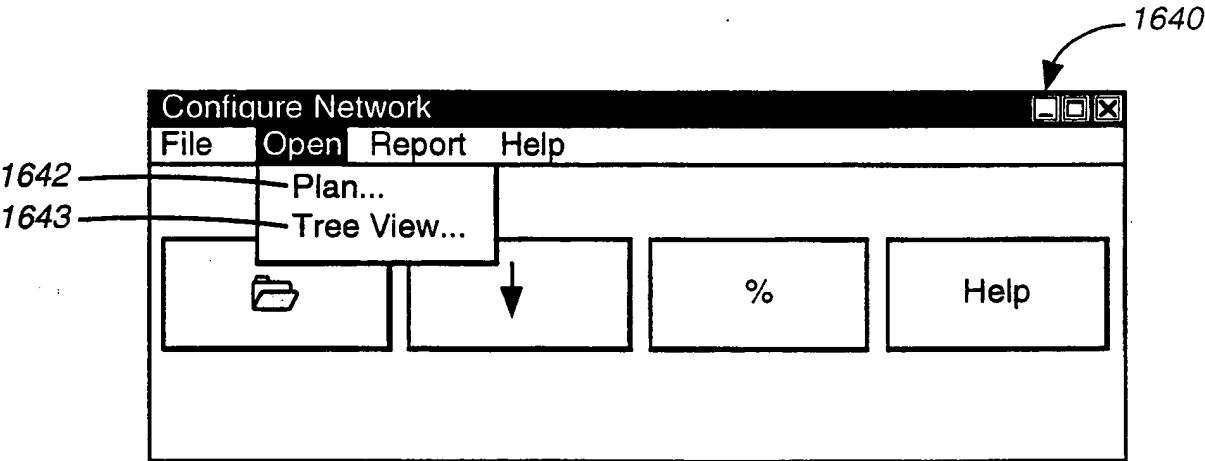 1640
Configure Network
File Open Report Help
1642 Plan...
1643 Tree View...
% Help